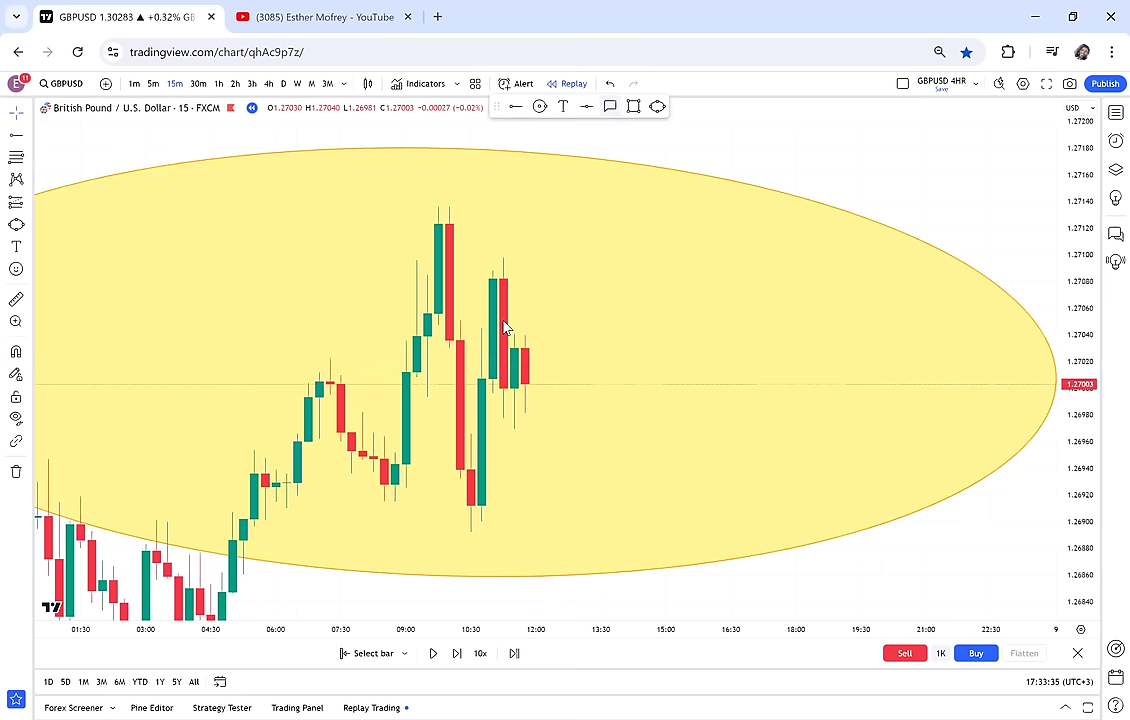 GBPUSD 1.30283 ▲ +0.32% GB
(3085) Esther Mofrey - YouTube
tradingview.com/chart/qhAc9p7z/
E 11 GBPUSD 1m 5m 15m 30m 1h 2h 3h 4h D W M 3M Indicators Alert Replay GBPUSD 4HR Save Publish
British Pound / U.S. Dollar · 15 · FXCM O1.27030 H1.27040 L1.26981 C1.27003 −0.00027 (−0.02%)
USD
1.27200
1.27180
1.27160
1.27140
1.27120
1.27100
1.27080
1.27060
1.27040
1.27020
1.27003
1.26980
1.26960
1.26940
1.26920
1.26900
1.26880
1.26860
1.26840
01:30 03:00 04:30 06:00 07:30 09:00 10:30 12:00 13:30 15:00 16:30 18:00 19:30 21:00 22:30 9
Select bar 10x Sell 1K Buy Flatten
1D 5D 1M 3M 6M YTD 1Y 5Y All 17:33:35 (UTC+3)
Forex Screener Pine Editor Strategy Tester Trading Panel Replay Trading